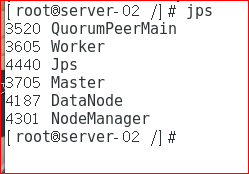 [root@server-02 /]# jps
3520 QuorumPeerMain
3605 Worker
4440 Jps
3705 Master
4187 DataNode
4301 NodeManager
[root@server-02 /]#